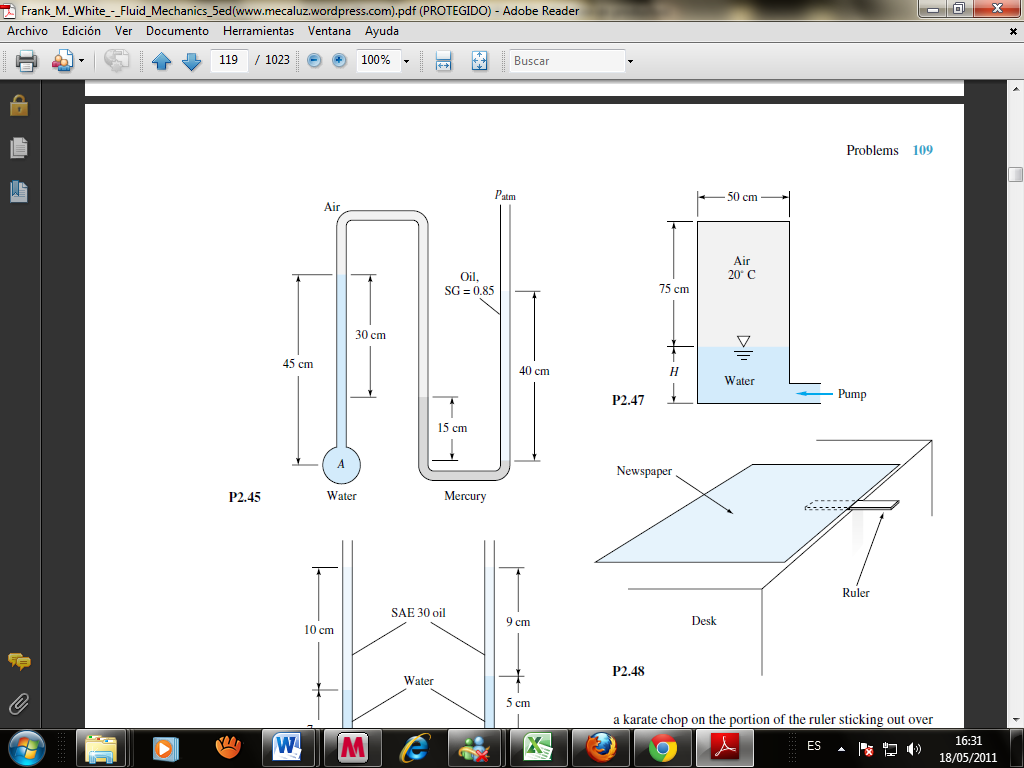 Frank_M._White_-_Fluid_Mechanics_5ed(www.mecaluz.wordpress.com).pdf (PROTEGIDO) - Adobe Reader
Archivo Edición Ver Documento Herramientas Ventana Ayuda
119 / 1023 100% Buscar
Problems 109
Air
Patm
Oil,
SG = 0.85
30 cm
45 cm
40 cm
15 cm
A
Water
Mercury
P2.45
50 cm
Air
20° C
75 cm
H
Water
Pump
P2.47
Newspaper
Ruler
Desk
P2.48
SAE 30 oil
10 cm
9 cm
Water
5 cm
a karate chop on the portion of the ruler sticking out over
ES
16:31
18/05/2011